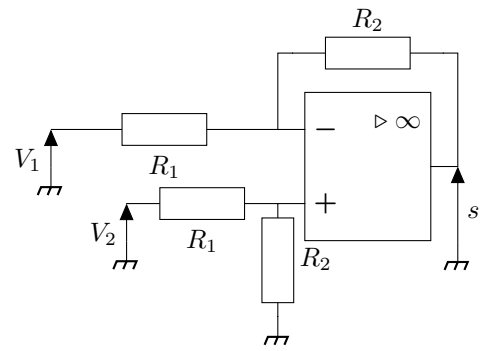 R₂
▷ ∞
−
V₁
R₁
+
s
V₂
R₁
R₂